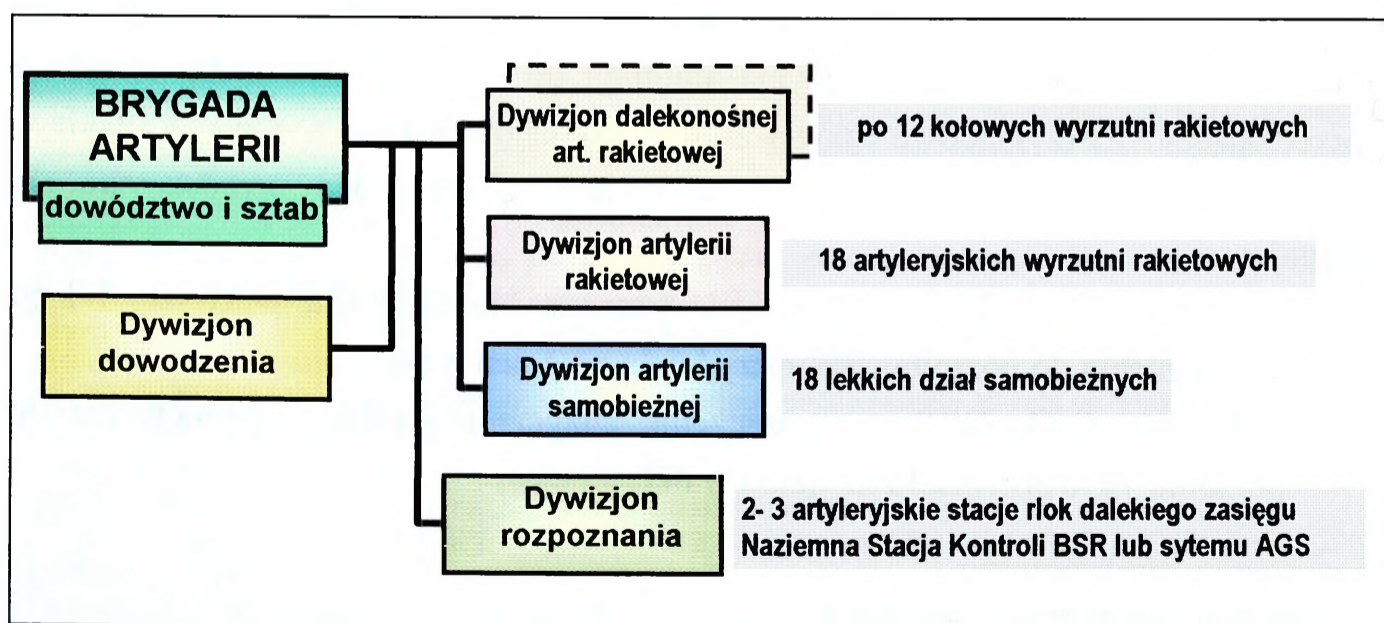 BRYGADA
ARTYLERII
dowództwo i sztab
Dywizjon
dowodzenia
Dywizjon dalekonośnej
art. rakietowej
po 12 kołowych wyrzutni rakietowych
Dywizjon artylerii
rakietowej
18 artyleryjskich wyrzutni rakietowych
Dywizjon artylerii
samobieżnej
18 lekkich dział samobieżnych
Dywizjon
rozpoznania
2- 3 artyleryjskie stacje rlok dalekiego zasięgu
Naziemna Stacja Kontroli BSR lub sytemu AGS